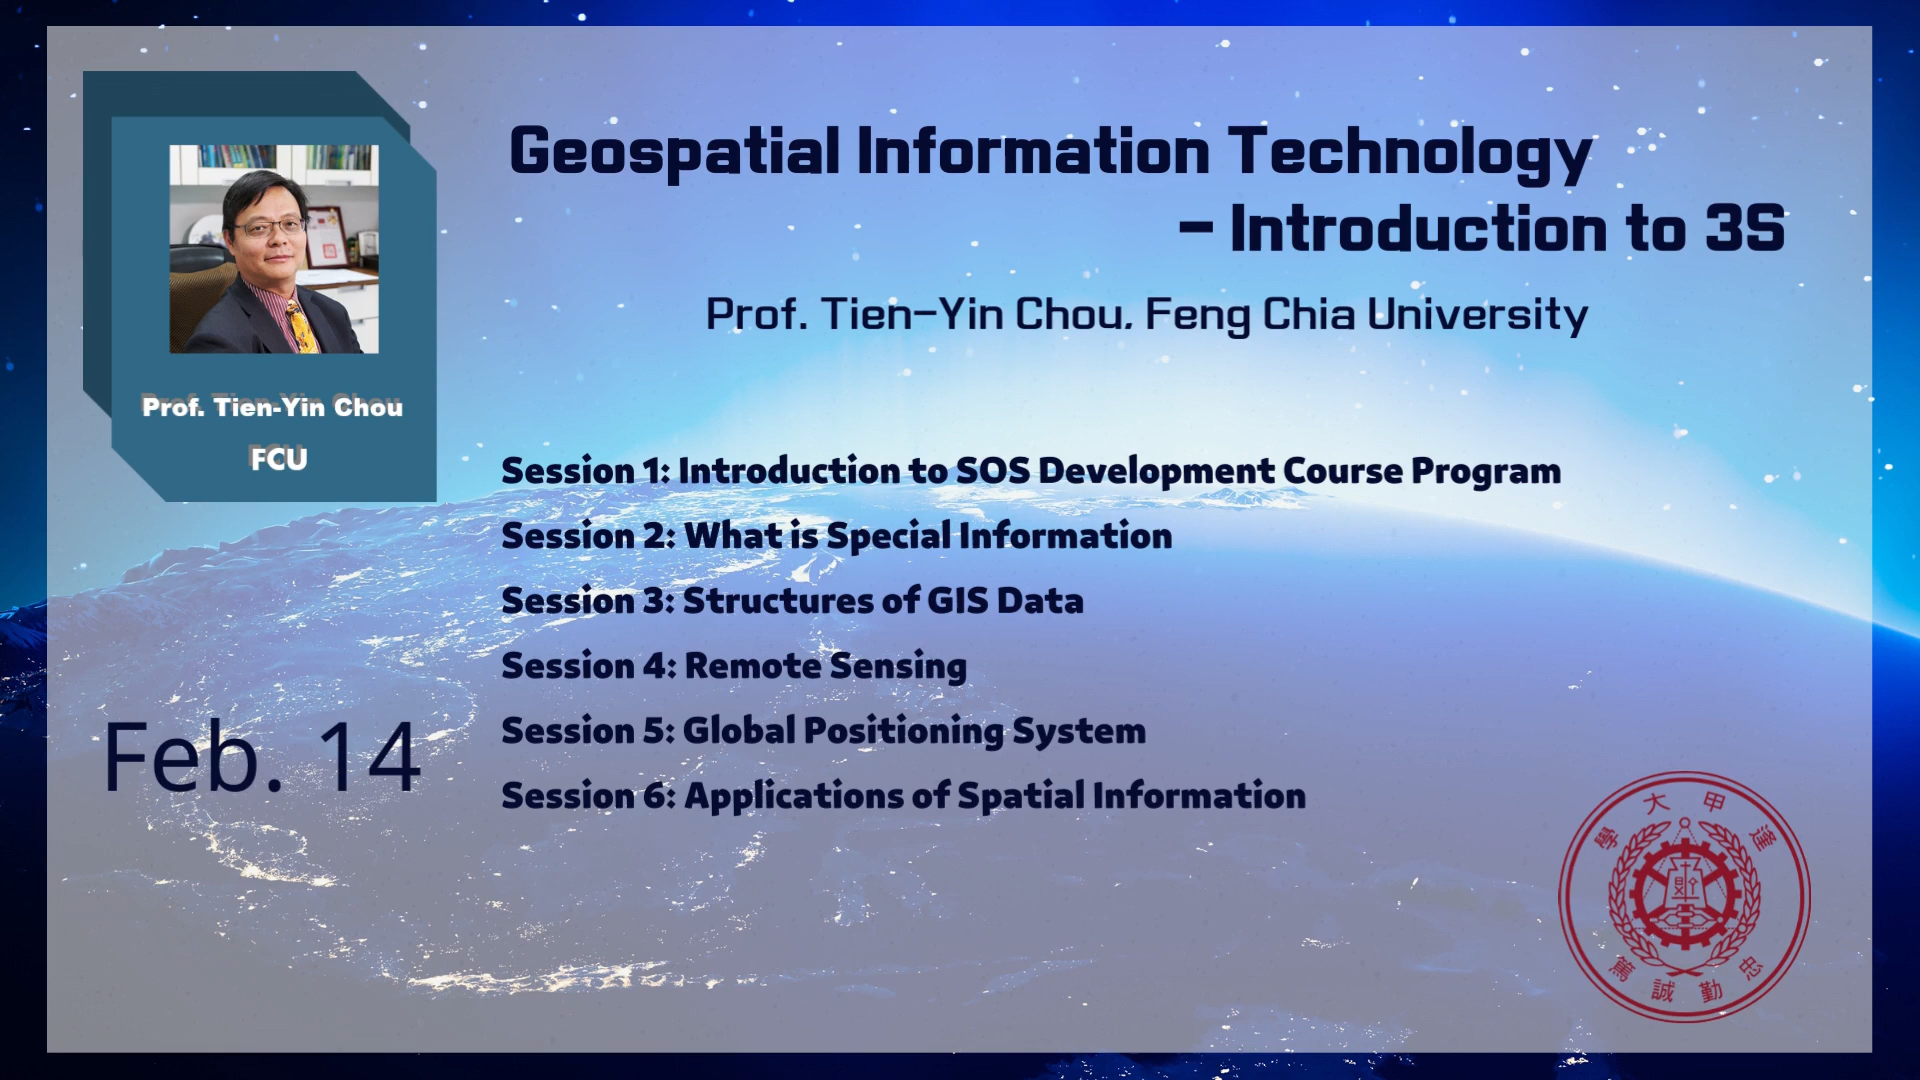 Geospatial Information Technology
- Introduction to 3S
Prof. Tien-Yin Chou, Feng Chia University
Prof. Tien-Yin Chou
FCU
Session 1: Introduction to SOS Development Course Program
Session 2: What is Special Information
Session 3: Structures of GIS Data
Session 4: Remote Sensing
Session 5: Global Positioning System
Session 6: Applications of Spatial Information
Feb. 14
學大甲逢
篤誠勤忠